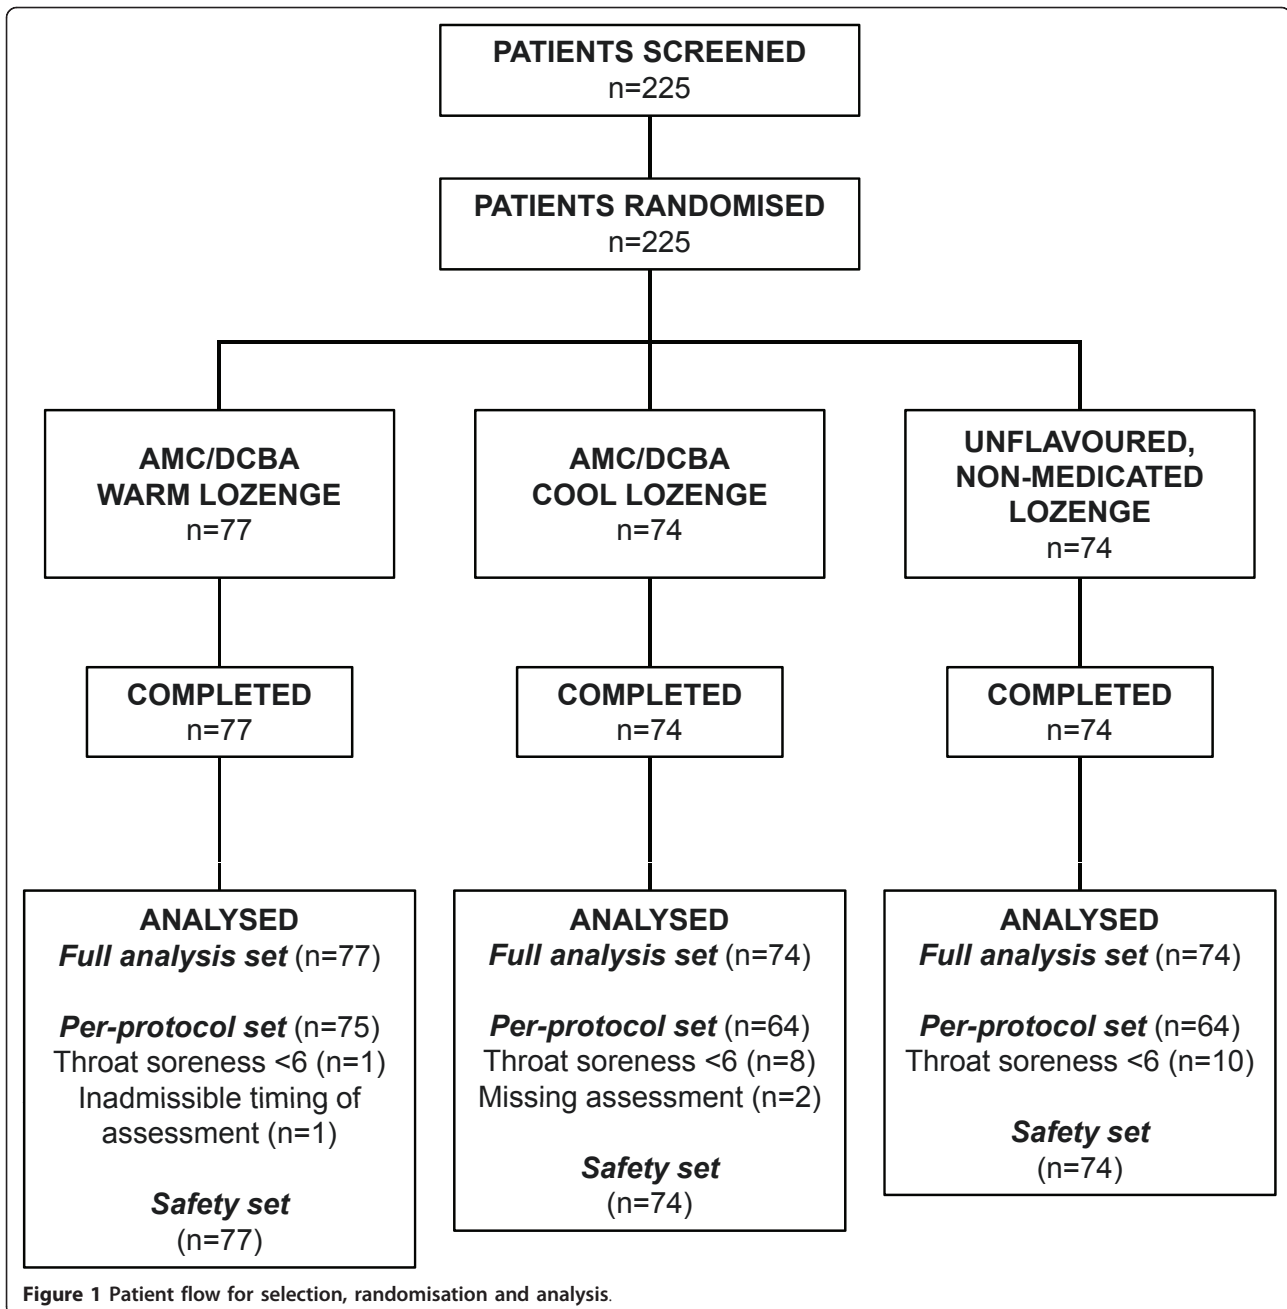 PATIENTS SCREENED
n=225
PATIENTS RANDOMISED
n=225
AMC/DCBA
WARM LOZENGE
n=77
AMC/DCBA
COOL LOZENGE
n=74
UNFLAVOURED,
NON-MEDICATED
LOZENGE
n=74
COMPLETED
n=77
COMPLETED
n=74
COMPLETED
n=74
ANALYSED
Full analysis set (n=77)
Per-protocol set (n=75)
Throat soreness <6 (n=1)
Inadmissible timing of
assessment (n=1)
Safety set
(n=77)
ANALYSED
Full analysis set (n=74)
Per-protocol set (n=64)
Throat soreness <6 (n=8)
Missing assessment (n=2)
Safety set
(n=74)
ANALYSED
Full analysis set (n=74)
Per-protocol set (n=64)
Throat soreness <6 (n=10)
Safety set
(n=74)
Figure 1 Patient flow for selection, randomisation and analysis.